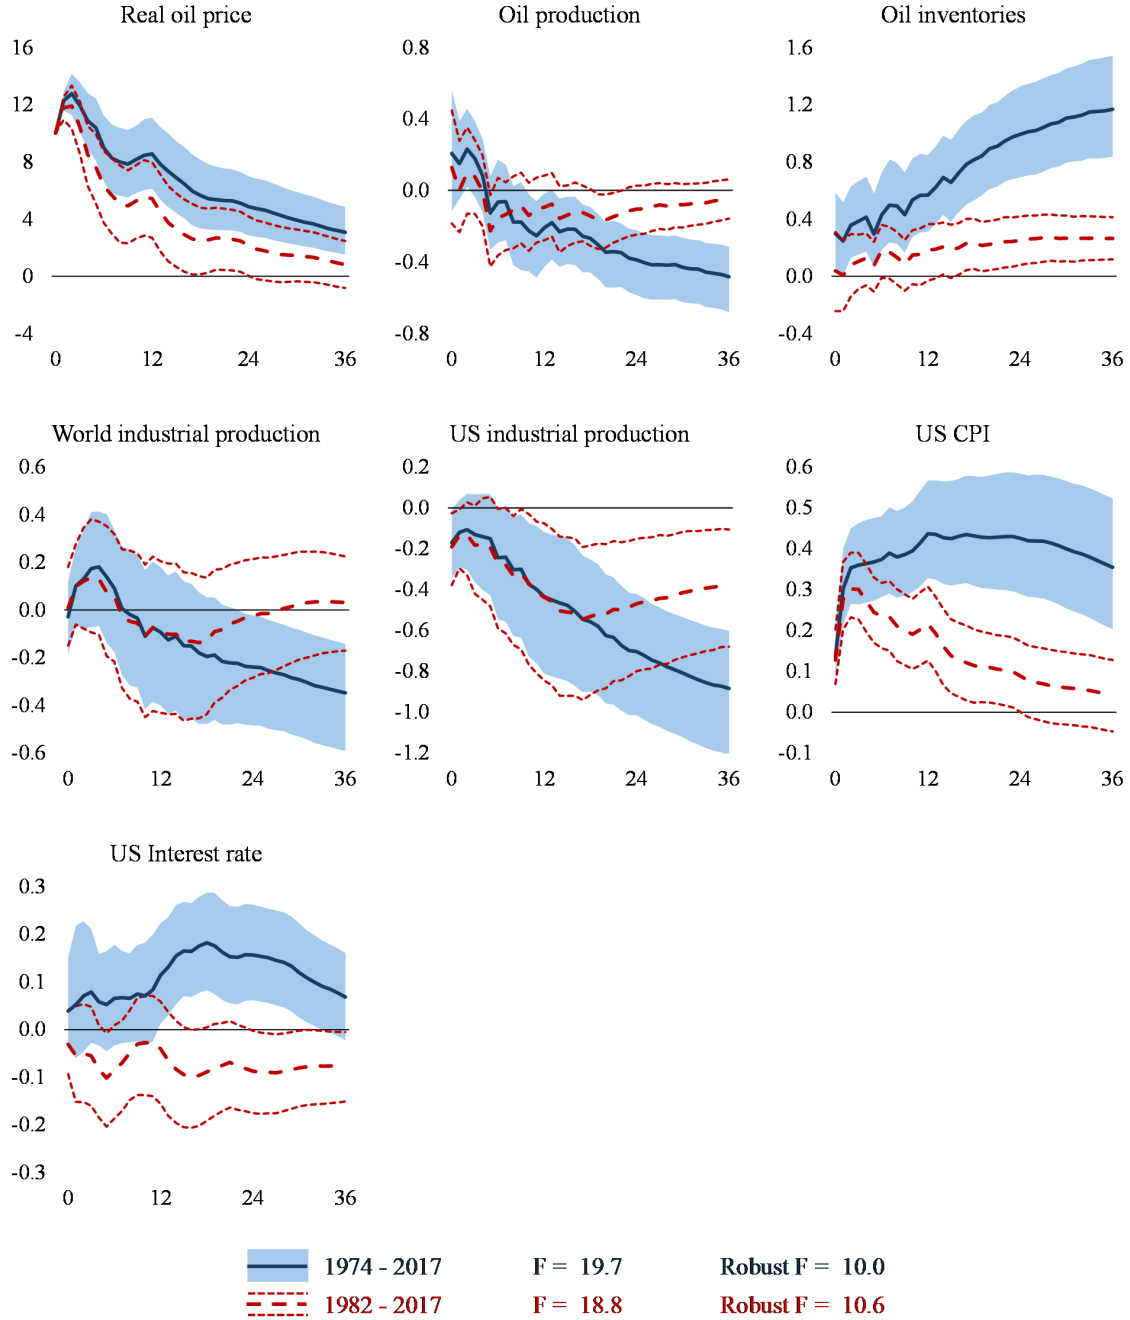 Real oil price
Oil production
Oil inventories
16
12
8
4
0
-4
0 12 24 36
0.8
0.4
0.0
-0.4
-0.8
0 12 24 36
1.6
1.2
0.8
0.4
0.0
-0.4
0 12 24 36
World industrial production
US industrial production
US CPI
0.6
0.4
0.2
0.0
-0.2
-0.4
-0.6
0 12 24 36
0.2
0.0
-0.2
-0.4
-0.6
-0.8
-1.0
-1.2
0 12 24 36
0.6
0.5
0.4
0.3
0.2
0.1
0.0
-0.1
0 12 24 36
US Interest rate
0.3
0.2
0.1
0.0
-0.1
-0.2
-0.3
0 12 24 36
1974 - 2017 F = 19.7 Robust F = 10.0
1982 - 2017 F = 18.8 Robust F = 10.6